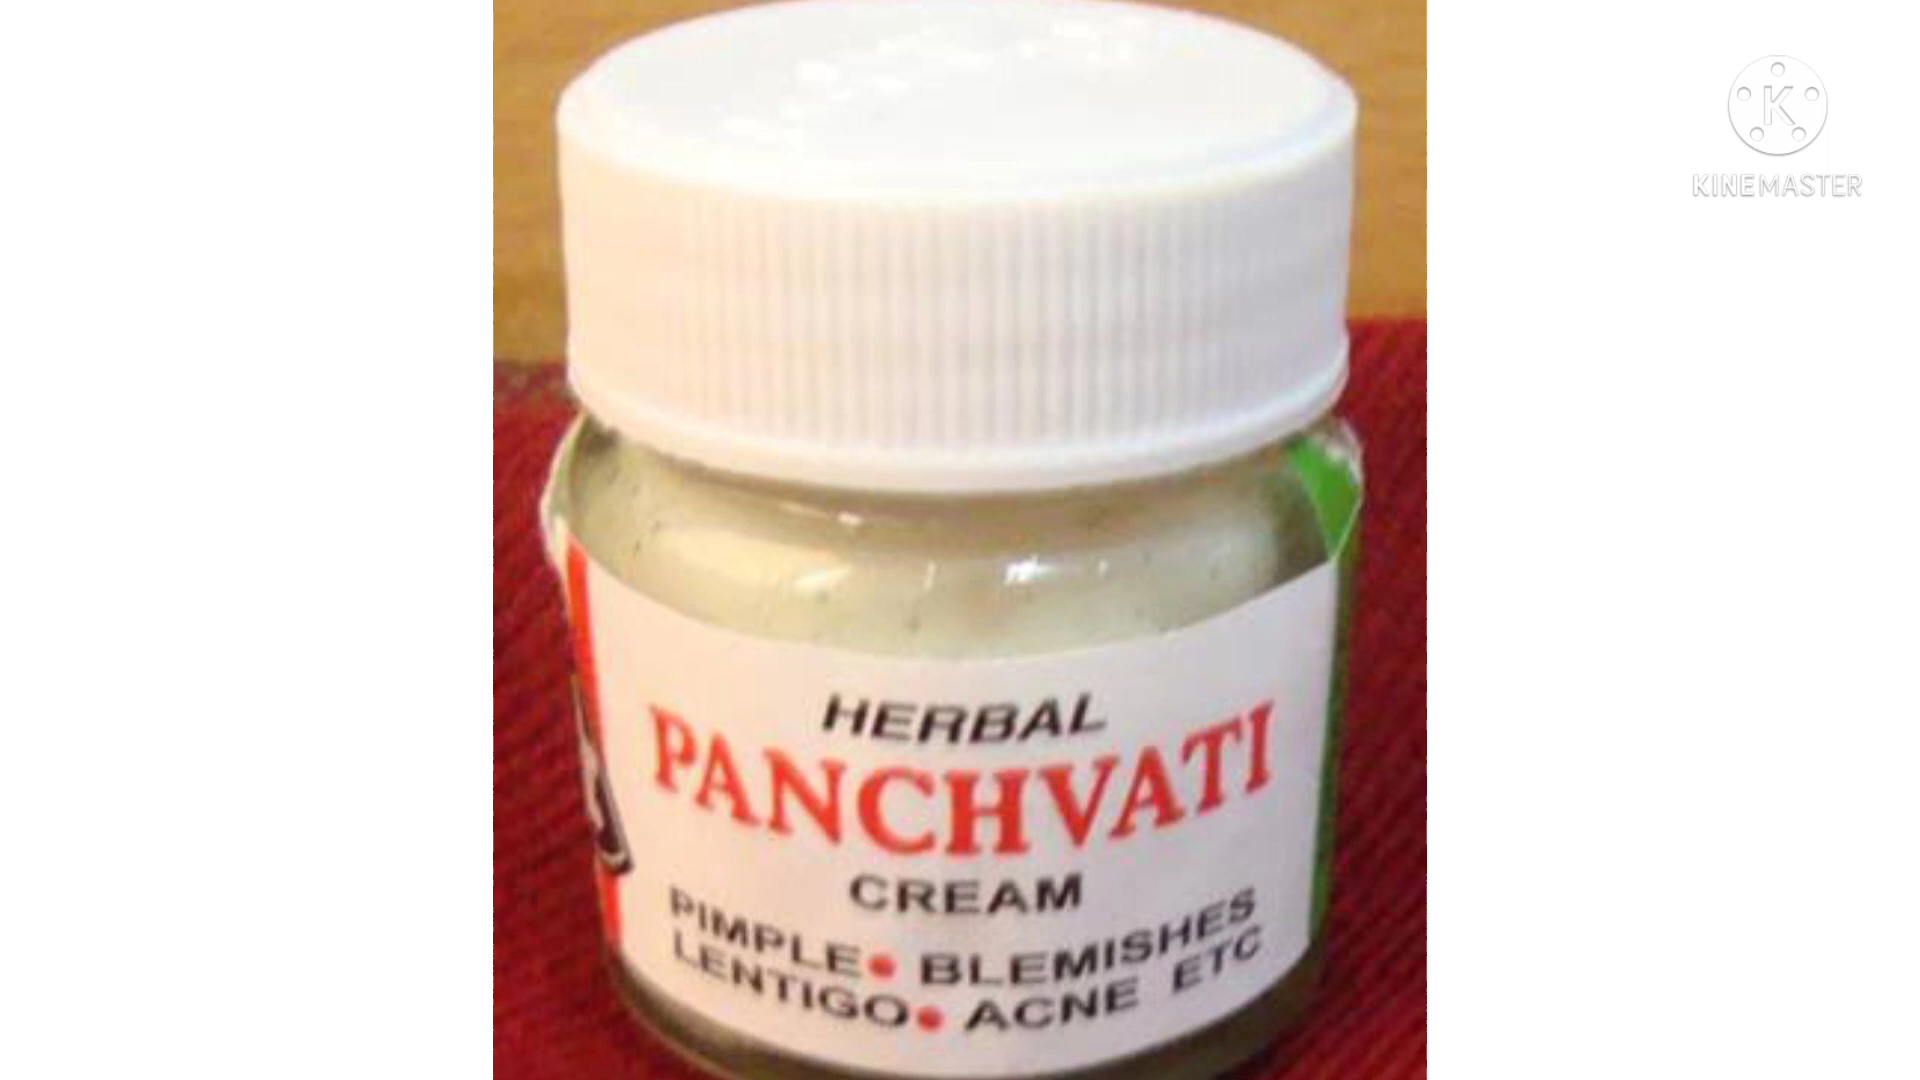 K
KINEMASTER
HERBAL
PANCHVATI
CREAM
PIMPLE• BLEMISHES
LENTIGO• ACNE ETC